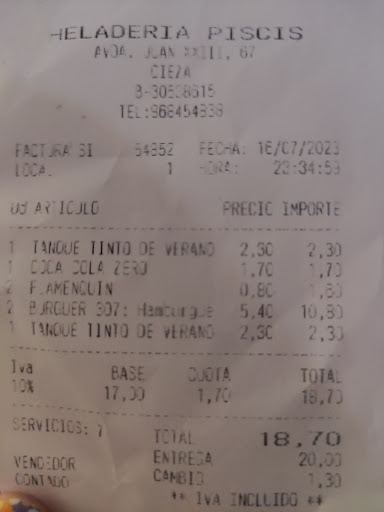 HELADERIA PISCIS
AVDA. JUAN XXIII, 67
CIEZA
TEL:968454838
FACTURA SI 54352 FECHA: 16/07/2023
LOCA. 1 HORA: 23:34:59
UD ARTICULO PRECIO IMPORTE
1 TANQUE TINTO DE VERANO 2,30 2,30
1 COCA COLA ZERO 1,70 1,70
2 FLAMENQUIN 0,80 1,60
2 BURGUER 307: Hamburgue 5,40 10,80
1 TANQUE TINTO DE VERANO 2,30 2,30
Iva BASE CUOTA TOTAL
10% 17,00 1,70 18,70
SERVICIOS: 7 TOTAL 18,70
VENDEDOR ENTREGA 20,00
CONTADO CAMBIO 1,30
** IVA INCLUIDO **